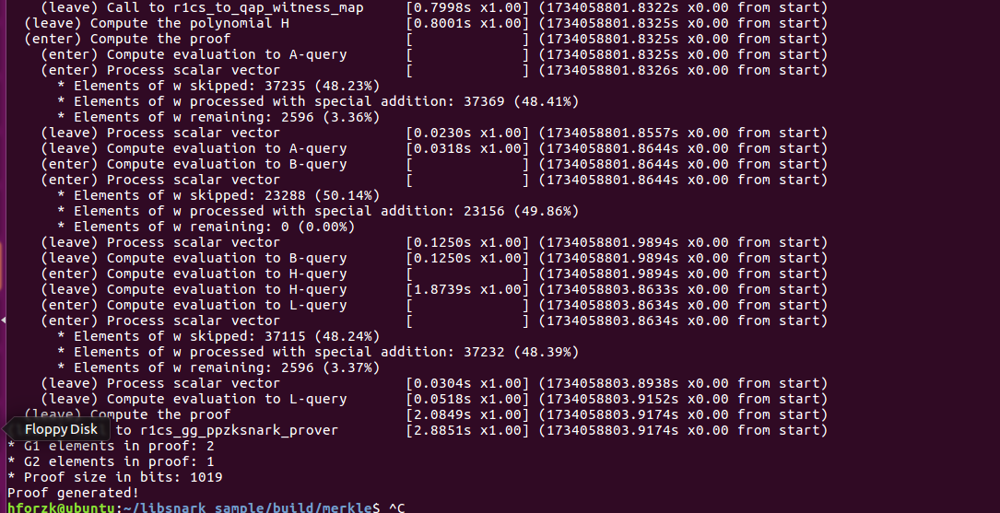 (leave) Call to r1cs_to_qap_witness_map [0.7998s x1.00] (1734058801.8322s x0.00 from start)
(leave) Compute the polynomial H [0.8001s x1.00] (1734058801.8325s x0.00 from start)
(enter) Compute the proof [ ] (1734058801.8325s x0.00 from start)
(enter) Compute evaluation to A-query [ ] (1734058801.8325s x0.00 from start)
(enter) Process scalar vector [ ] (1734058801.8326s x0.00 from start)
* Elements of w skipped: 37235 (48.23%)
* Elements of w processed with special addition: 37369 (48.41%)
* Elements of w remaining: 2596 (3.36%)
(leave) Process scalar vector [0.0230s x1.00] (1734058801.8557s x0.00 from start)
(leave) Compute evaluation to A-query [0.0318s x1.00] (1734058801.8644s x0.00 from start)
(enter) Compute evaluation to B-query [ ] (1734058801.8644s x0.00 from start)
(enter) Process scalar vector [ ] (1734058801.8644s x0.00 from start)
* Elements of w skipped: 23288 (50.14%)
* Elements of w processed with special addition: 23156 (49.86%)
* Elements of w remaining: 0 (0.00%)
(leave) Process scalar vector [0.1250s x1.00] (1734058801.9894s x0.00 from start)
(leave) Compute evaluation to B-query [0.1250s x1.00] (1734058801.9894s x0.00 from start)
(enter) Compute evaluation to H-query [ ] (1734058801.9894s x0.00 from start)
(leave) Compute evaluation to H-query [1.8739s x1.00] (1734058803.8633s x0.00 from start)
(enter) Compute evaluation to L-query [ ] (1734058803.8634s x0.00 from start)
(enter) Process scalar vector [ ] (1734058803.8634s x0.00 from start)
* Elements of w skipped: 37115 (48.24%)
* Elements of w processed with special addition: 37232 (48.39%)
* Elements of w remaining: 2596 (3.37%)
(leave) Process scalar vector [0.0304s x1.00] (1734058803.8938s x0.00 from start)
(leave) Compute evaluation to L-query [0.0518s x1.00] (1734058803.9152s x0.00 from start)
(leave) Compute the proof [2.0849s x1.00] (1734058803.9174s x0.00 from start)
Floppy Disk
to r1cs_gg_ppzksnark_prover [2.8851s x1.00] (1734058803.9174s x0.00 from start)
* G1 elements in proof: 2
* G2 elements in proof: 1
* Proof size in bits: 1019
Proof generated!
hforzk@ubuntu:~/libsnark_sample/build/merkle$ ^C